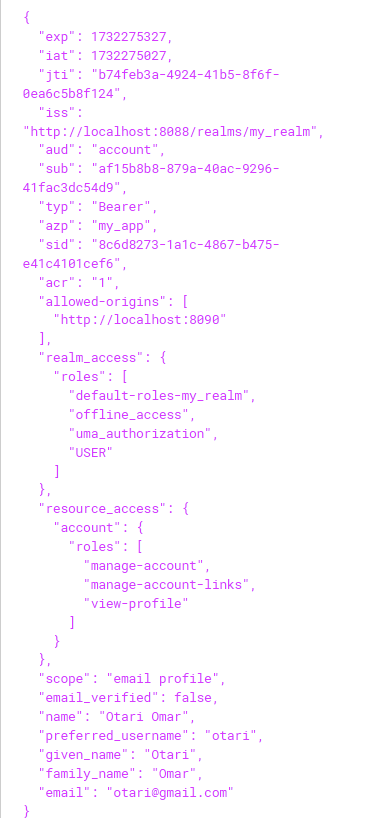 {
"exp": 1732275327,
"iat": 1732275027,
"jti": "b74feb3a-4924-41b5-8f6f-
0ea6c5b8f124",
"iss":
"http://localhost:8088/realms/my_realm",
"aud": "account",
"sub": "af15b8b8-879a-40ac-9296-
41fac3dc54d9",
"typ": "Bearer",
"azp": "my_app",
"sid": "8c6d8273-1a1c-4867-b475-
e41c4101cef6",
"acr": "1",
"allowed-origins": [
"http://localhost:8090"
],
"realm_access": {
"roles": [
"default-roles-my_realm",
"offline_access",
"uma_authorization",
"USER"
]
},
"resource_access": {
"account": {
"roles": [
"manage-account",
"manage-account-links",
"view-profile"
]
}
},
"scope": "email profile",
"email_verified": false,
"name": "Otari Omar",
"preferred_username": "otari",
"given_name": "Otari",
"family_name": "Omar",
"email": "otari@gmail.com"
}